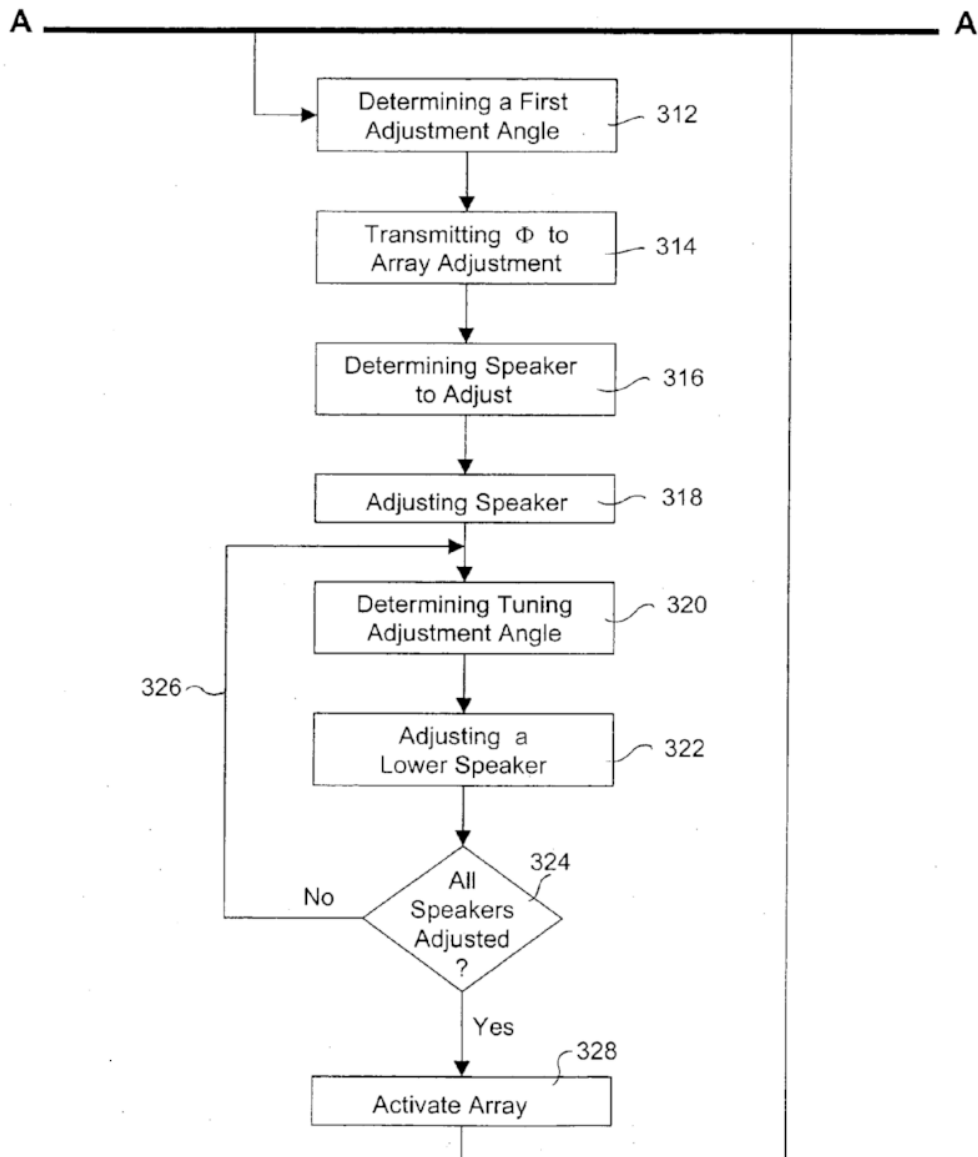 A A
Determining a First
Adjustment Angle
312
Transmitting Φ to
Array Adjustment
314
Determining Speaker
to Adjust
316
Adjusting Speaker
318
Determining Tuning
Adjustment Angle
320
326
Adjusting a
Lower Speaker
322
324
All
Speakers
Adjusted
?
No
Yes
328
Activate Array